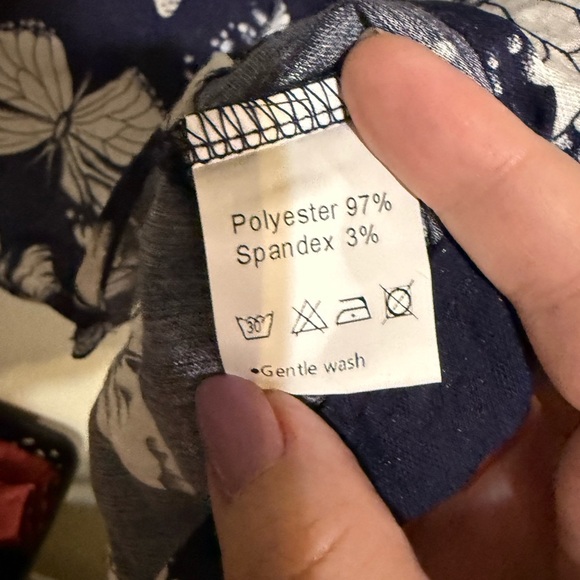 Polyester 97%
Spandex 3%
30°
•Gentle wash